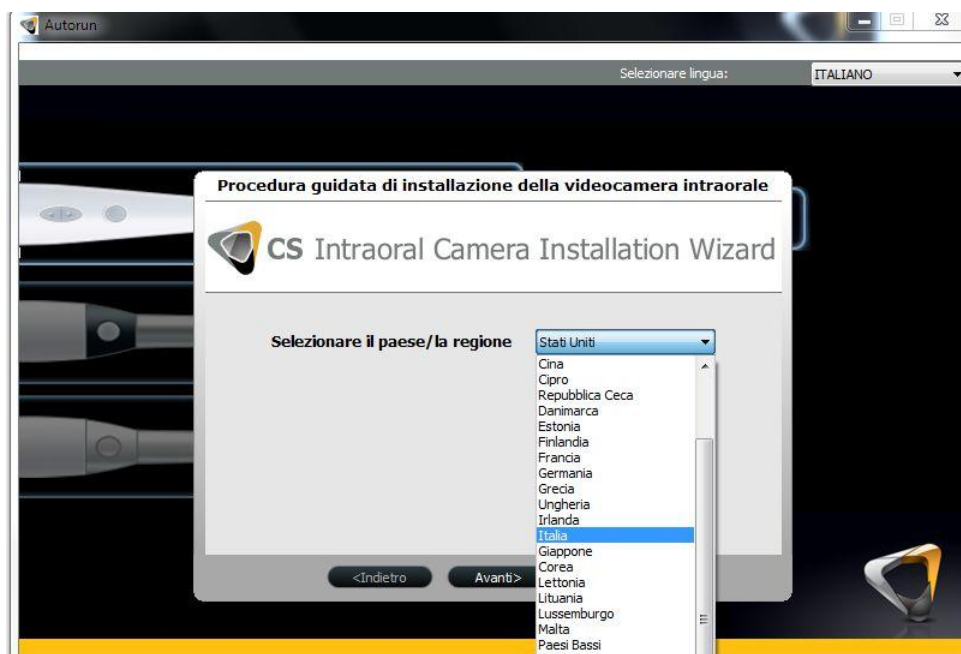 Autorun
Selezionare lingua: ITALIANO
Procedura guidata di installazione della videocamera intraorale
CS Intraoral Camera Installation Wizard
Selezionare il paese/la regione Stati Uniti
Cina
Cipro
Repubblica Ceca
Danimarca
Estonia
Finlandia
Francia
Germania
Grecia
Ungheria
Irlanda
Italia
Giappone
Corea
Lettonia
Lituania
Lussemburgo
Malta
Paesi Bassi
<Indietro Avanti>